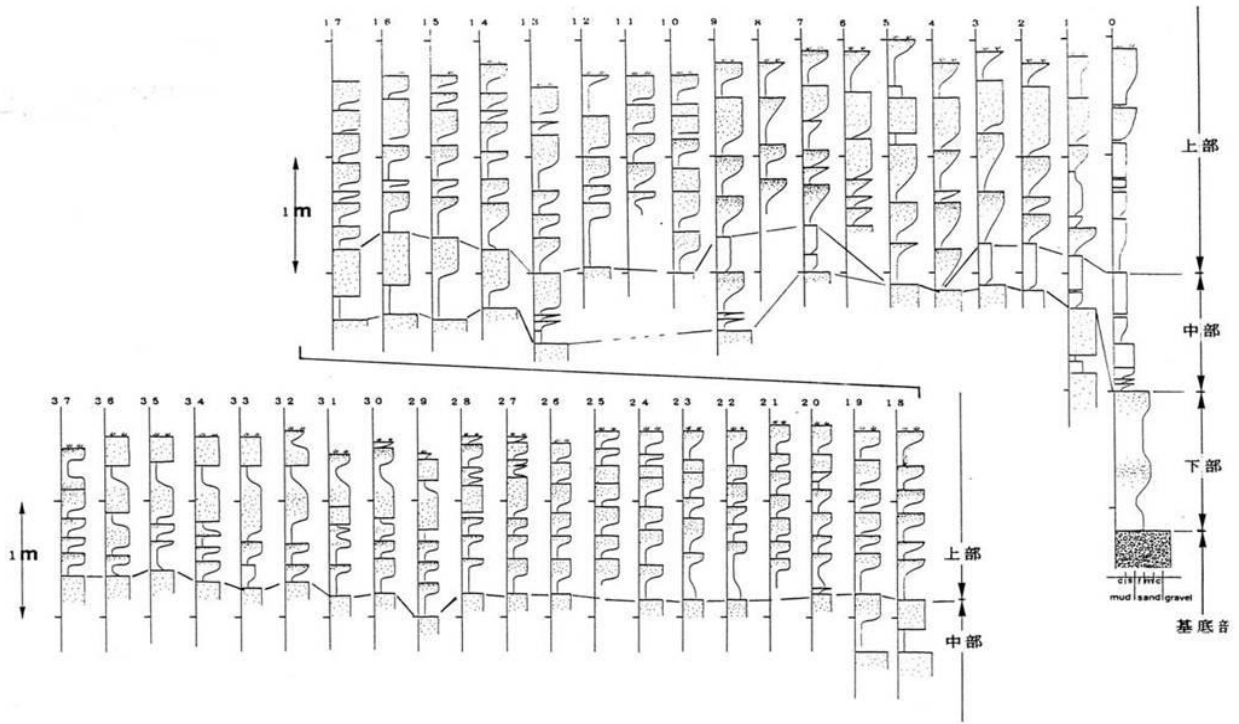 17 16 15 14 13 12 11 10 9 8 7 6 5 4 3 2 1 0
上部
1m
中部
37 36 35 34 33 32 31 30 29 28 27 26 25 24 23 22 21 20 19 18
下部
1m
上部
c s f m c
mud sand gravel
中部
基底部